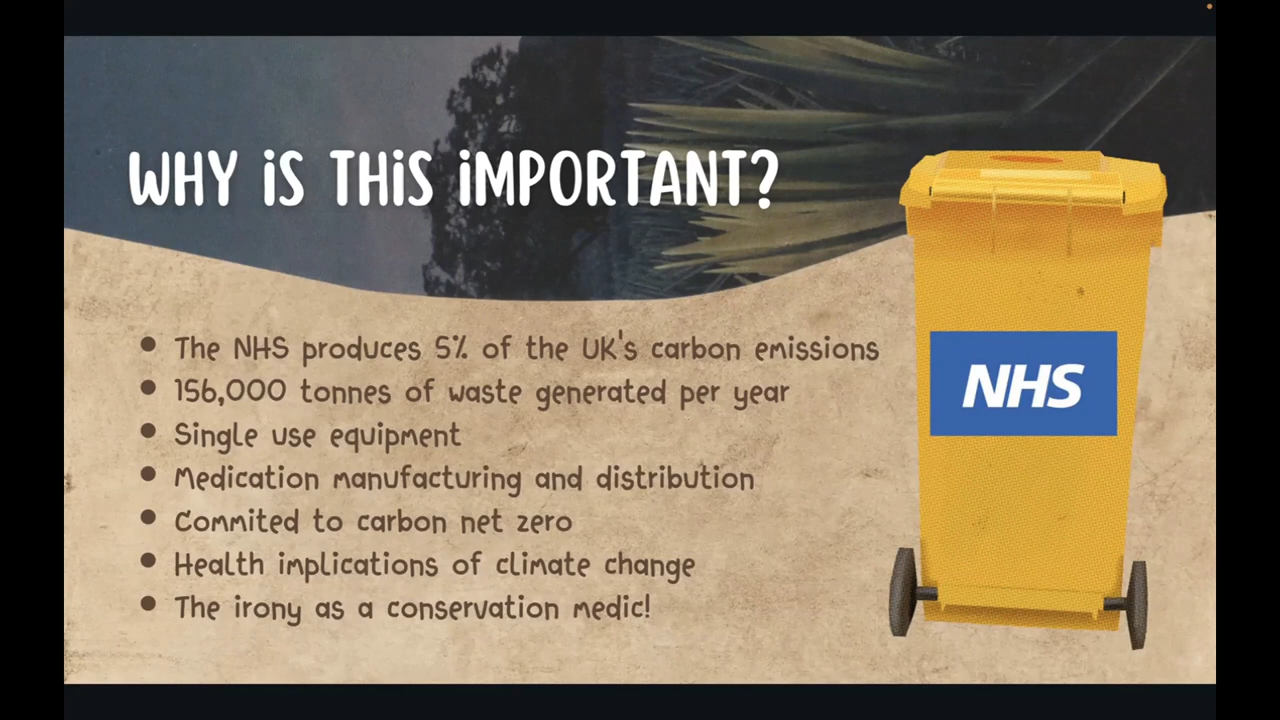 WHY iS THiS iMPORTANT?
The NHS produces 5% of the UK's carbon emissions
156,000 tonnes of waste generated per year
Single use equipment
Medication manufacturing and distribution
Commited to carbon net zero
Health implications of climate change
The irony as a conservation medic!
NHS